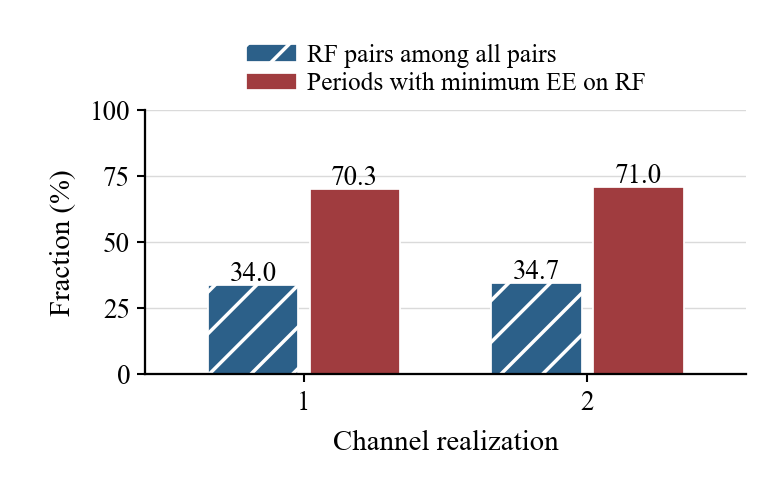 RF pairs among all pairs
Periods with minimum EE on RF
100
75
50
25
0
Fraction (%)
34.0
70.3
34.7
71.0
1
2
Channel realization